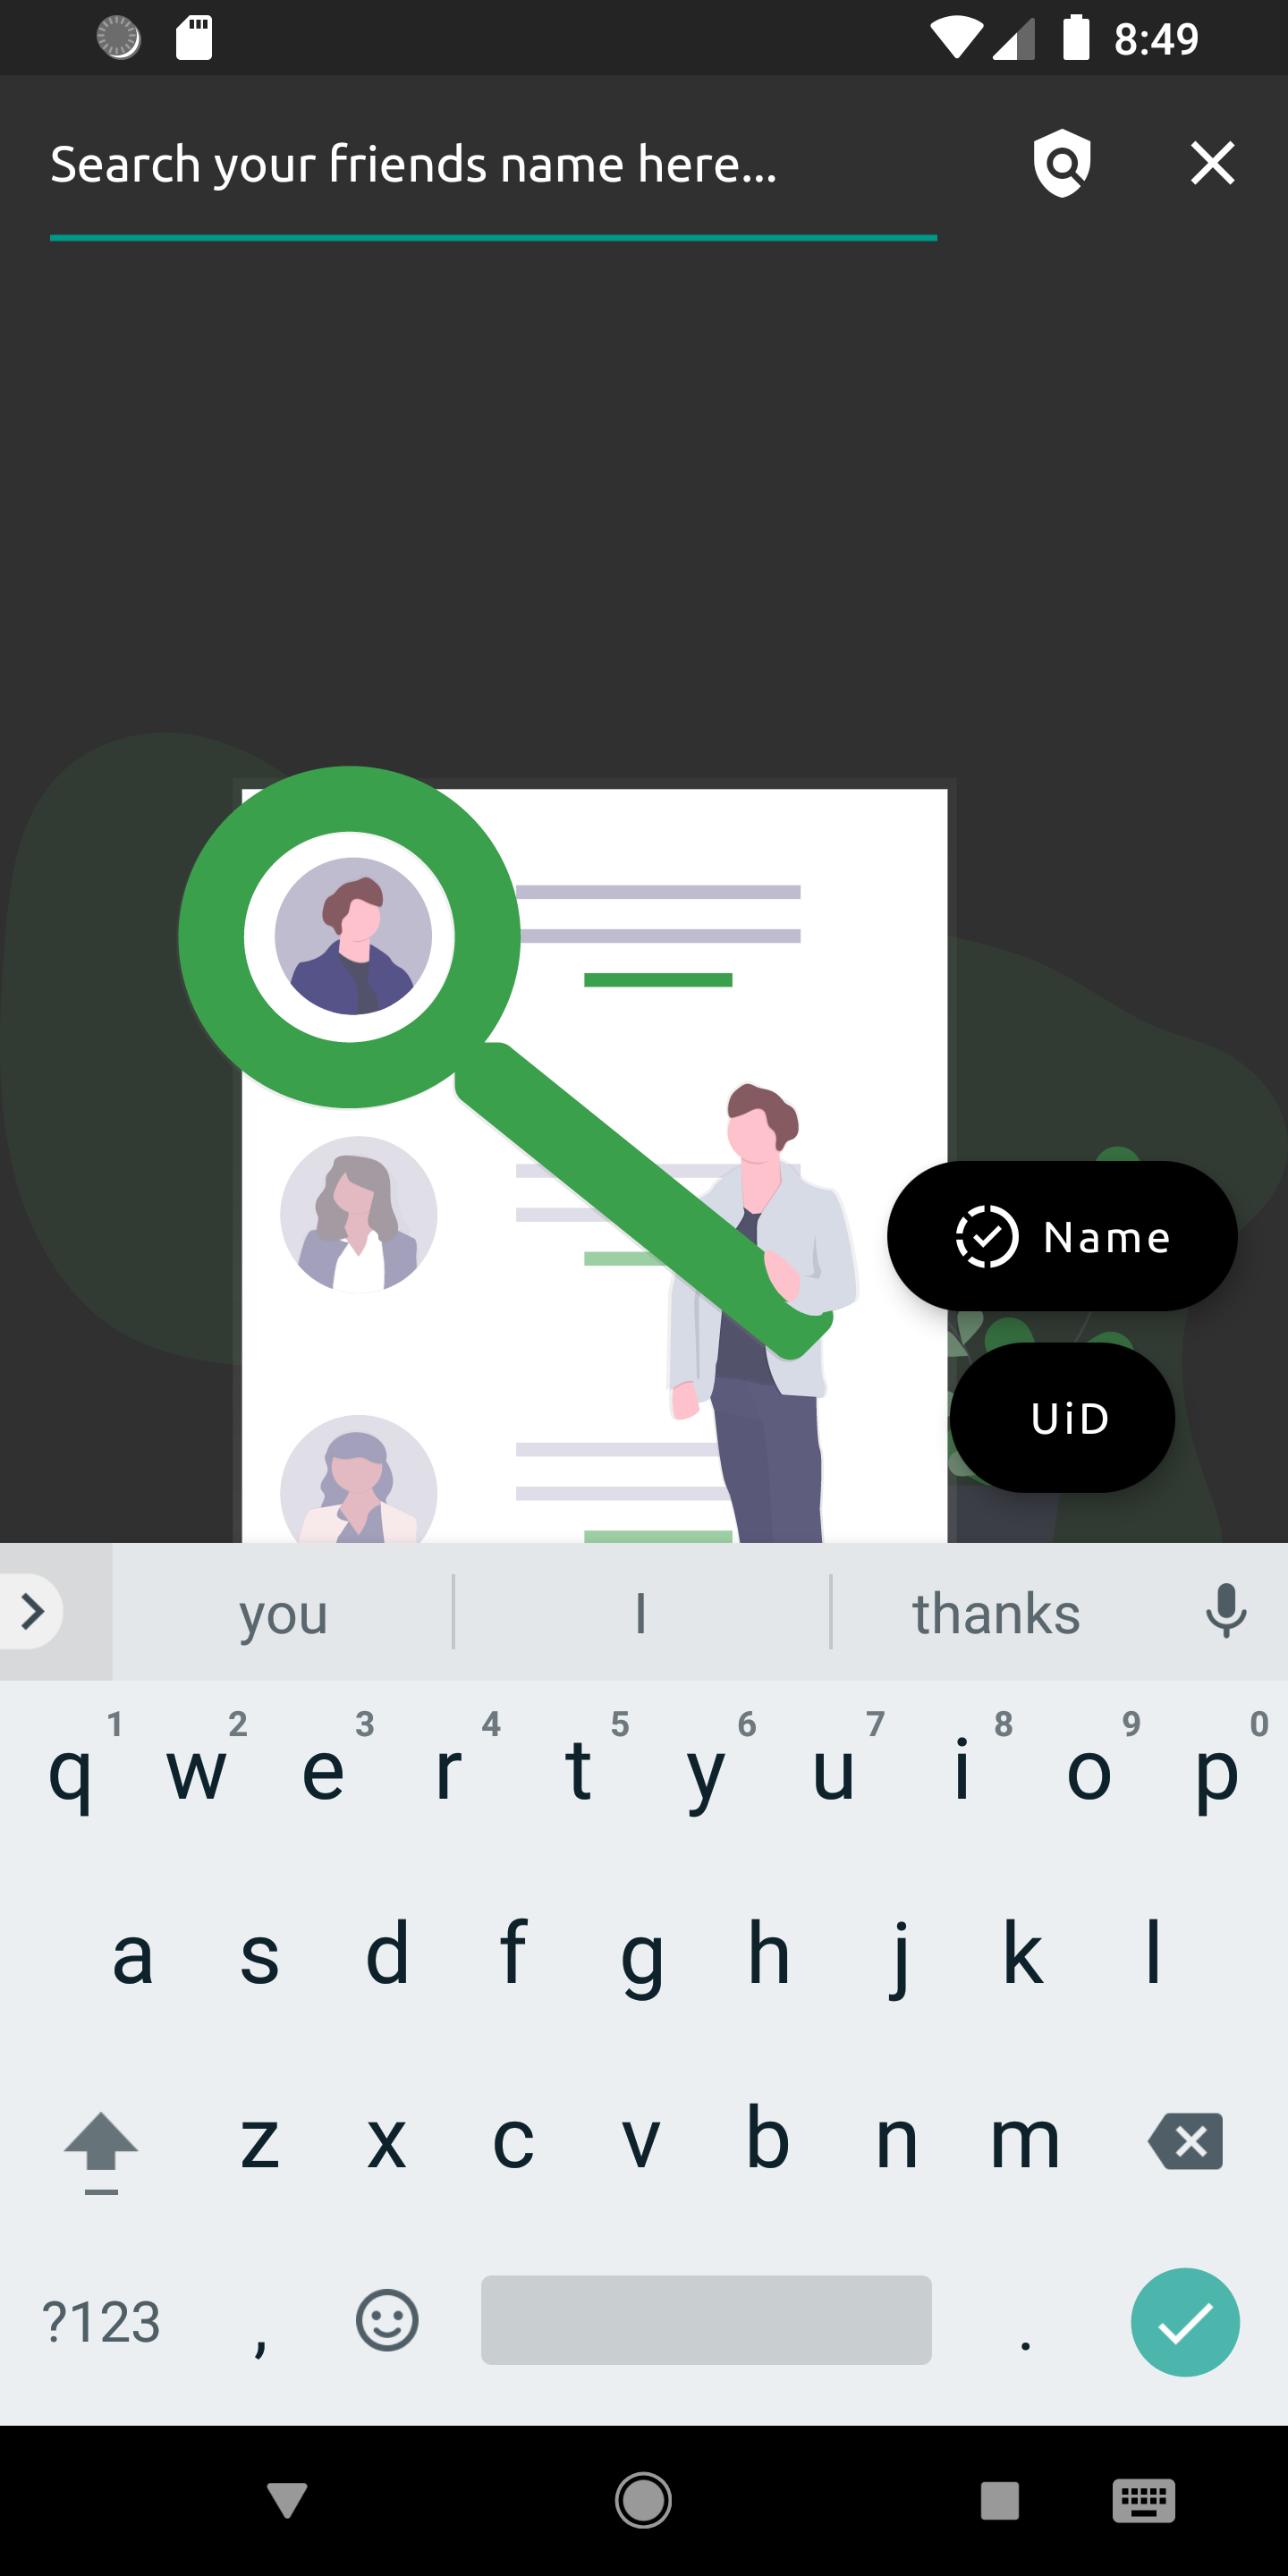 8:49
Search your friends name here...
Name
UiD
you I thanks
1 2 3 4 5 6 7 8 9 0
q w e r t y u i o p
a s d f g h j k l
z x c v b n m
?123 , .